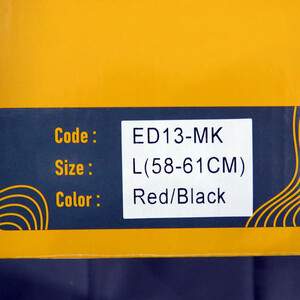 Code : ED13-MK
Size : L(58-61CM)
Color : Red/Black